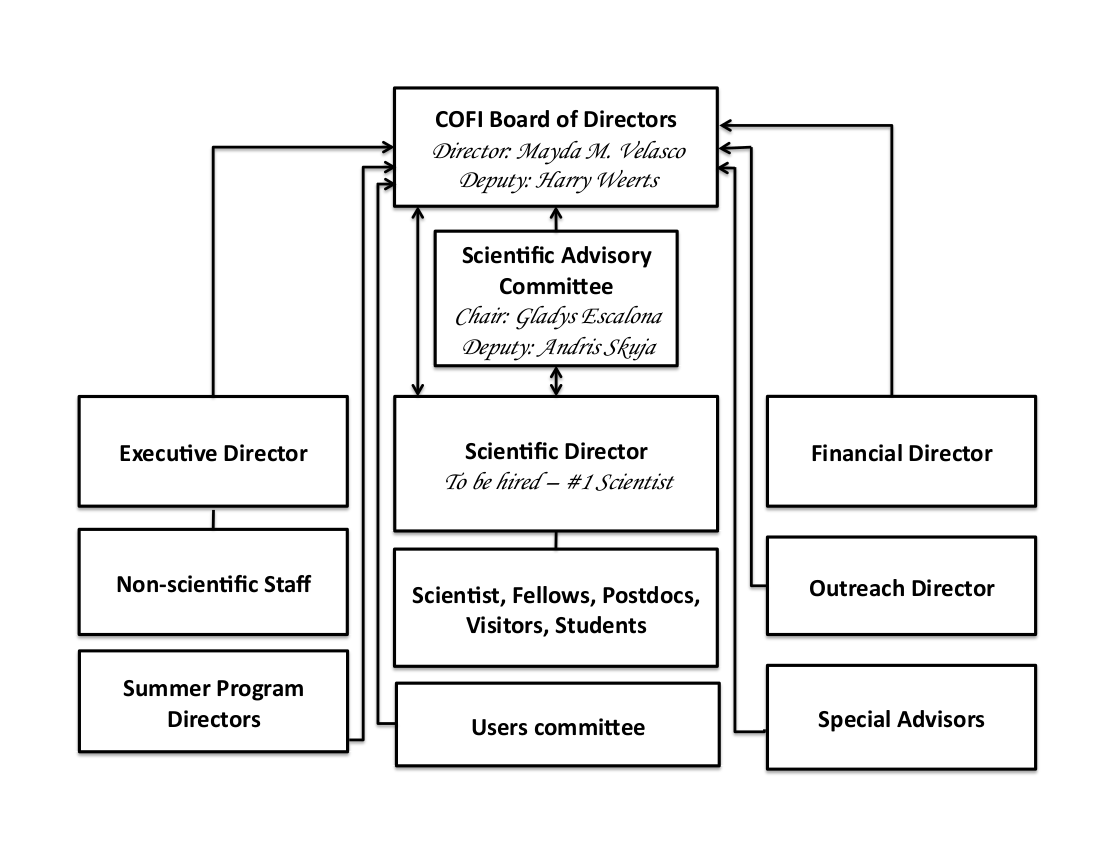 COFI Board of Directors
Director: Mayda M. Velasco
Deputy: Harry Weerts
Scientific Advisory
Committee
Chair: Gladys Escalona
Deputy: Andris Skuja
Executive Director
Scientific Director
To be hired – #1 Scientist
Financial Director
Non-scientific Staff
Scientist, Fellows, Postdocs,
Visitors, Students
Outreach Director
Summer Program
Directors
Users committee
Special Advisors